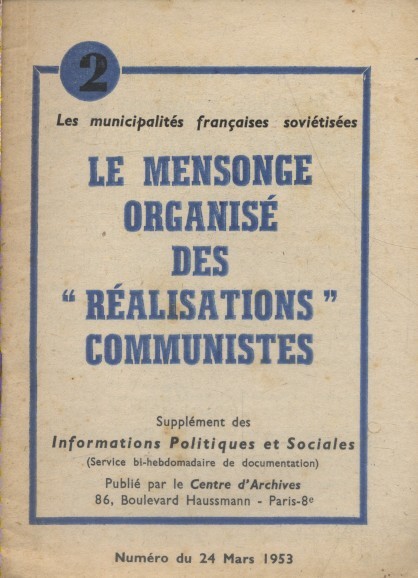 2
Les municipalités françaises soviétisées
LE MENSONGE
ORGANISÉ
DES
“ RÉALISATIONS ”
COMMUNISTES
Supplément des
Informations Politiques et Sociales
(Service bi-hebdomadaire de documentation)
Publié par le Centre d'Archives
86, Boulevard Haussmann - Paris-8e
Numéro du 24 Mars 1953